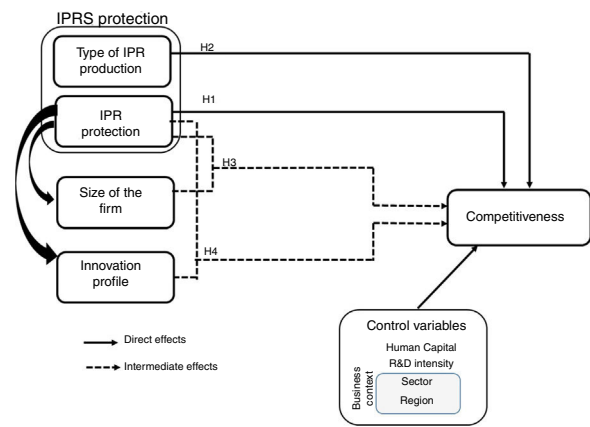 IPRS protection
Type of IPR
production
H2
IPR
protection
H1
H3
Size of the
firm
Competitiveness
Innovation
profile
H4
Direct effects
Intermediate effects
Control variables
Human Capital
R&D intensity
Business
context
Sector
Region